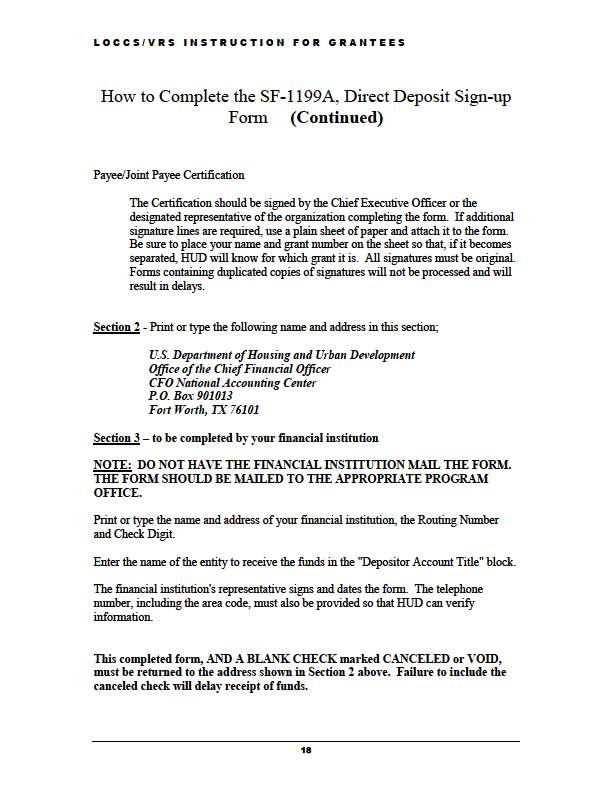 LOCCS/VRS INSTRUCTION FOR GRANTEES
How to Complete the SF-1199A, Direct Deposit Sign-up
Form (Continued)
Payee/Joint Payee Certification
The Certification should be signed by the Chief Executive Officer or the
designated representative of the organization completing the form. If additional
signature lines are required, use a plain sheet of paper and attach it to the form.
Be sure to place your name and grant number on the sheet so that, if it becomes
separated, HUD will know for which grant it is. All signatures must be original.
Forms containing duplicated copies of signatures will not be processed and will
result in delays.
Section 2 - Print or type the following name and address in this section;
U.S. Department of Housing and Urban Development
Office of the Chief Financial Officer
CFO National Accounting Center
P.O. Box 901013
Fort Worth, TX 76101
Section 3 – to be completed by your financial institution
NOTE: DO NOT HAVE THE FINANCIAL INSTITUTION MAIL THE FORM.
THE FORM SHOULD BE MAILED TO THE APPROPRIATE PROGRAM
OFFICE.
Print or type the name and address of your financial institution, the Routing Number
and Check Digit.
Enter the name of the entity to receive the funds in the "Depositor Account Title" block.
The financial institution's representative signs and dates the form. The telephone
number, including the area code, must also be provided so that HUD can verify
information.
This completed form, AND A BLANK CHECK marked CANCELED or VOID,
must be returned to the address shown in Section 2 above. Failure to include the
canceled check will delay receipt of funds.
18